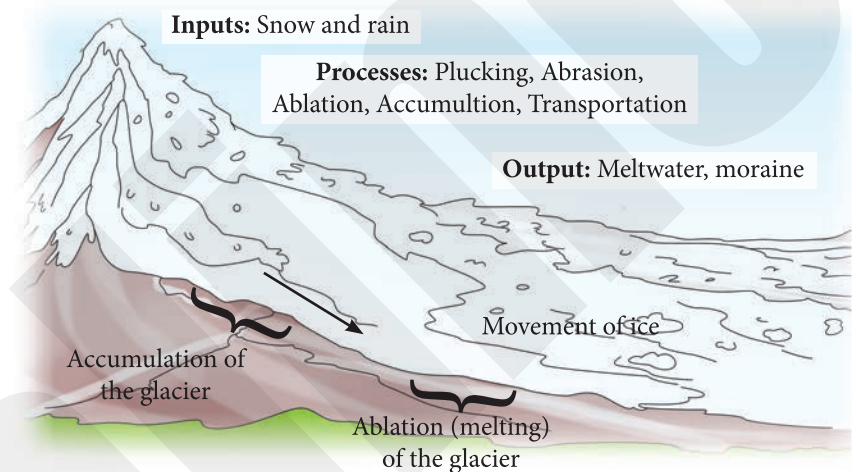 Inputs: Snow and rain
Processes: Plucking, Abrasion,
Ablation, Accumultion, Transportation
Output: Meltwater, moraine
Movement of ice
Accumulation of
the glacier
Ablation (melting)
of the glacier